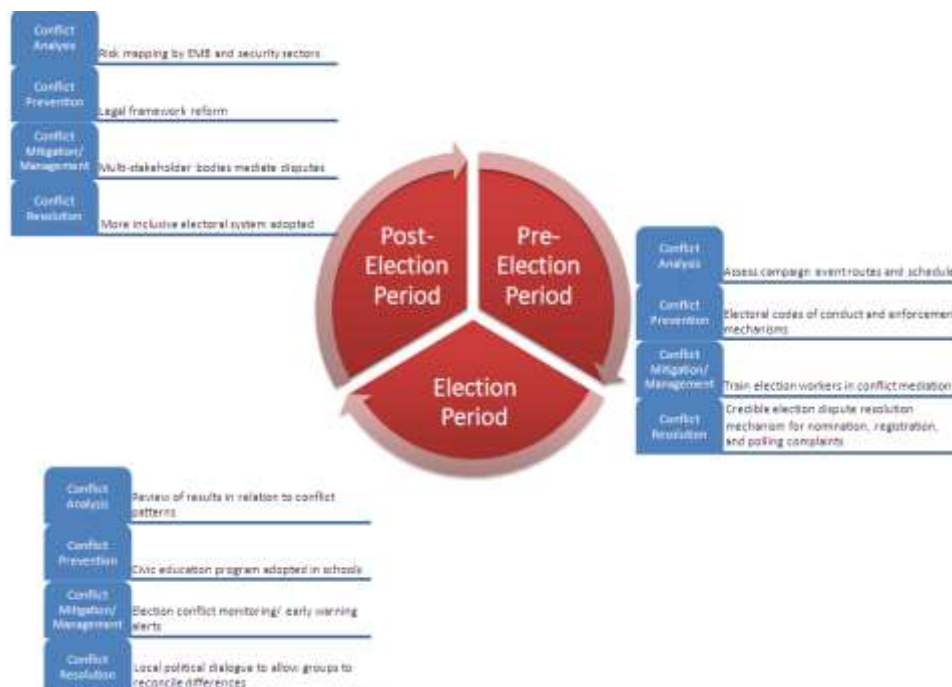 Conflict
Analysis
Risk mapping by EMB and security sectors
Conflict
Prevention
Legal framework reform
Conflict
Mitigation/
Management
Multi-stakeholder bodies mediate disputes
Conflict
Resolution
More inclusive electoral system adopted
Post-
Election
Period
Pre-
Election
Period
Election
Period
Conflict
Analysis
Assess campaign event routes and schedule
Conflict
Prevention
Electoral codes of conduct and enforcement
mechanisms
Conflict
Mitigation/
Management
Train election workers in conflict mediation
Conflict
Resolution
Credible election dispute resolution
mechanism for nomination, registration,
and polling complaints
Conflict
Analysis
Review of results in relation to conflict
patterns
Conflict
Prevention
Civic education program adopted in schools
Conflict
Mitigation/
Management
Election conflict monitoring/ early warning
alerts
Conflict
Resolution
Local political dialogue to allow groups to
reconcile differences